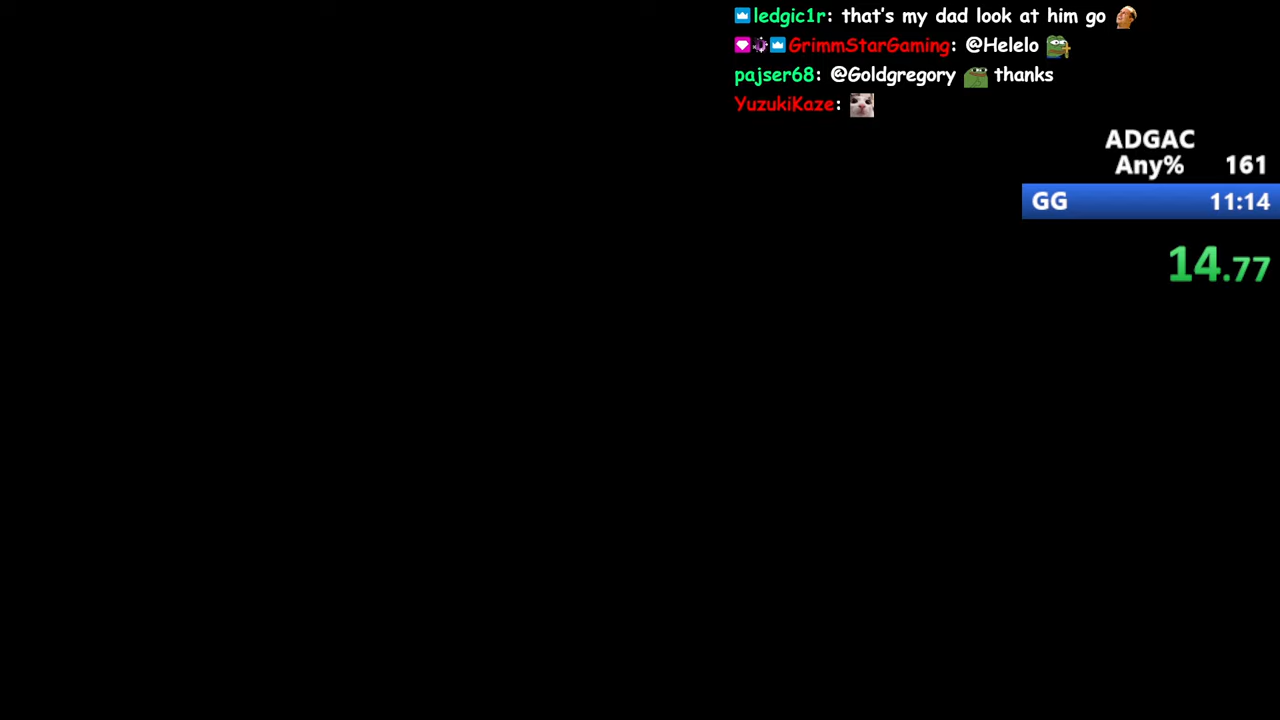 ledgic1r: that's my dad look at him go
GrimmStarGaming: @Helelo
pajser68: @Goldgregory thanks
YuzukiKaze:
ADGAC
Any% 161
GG 11:14
14.77